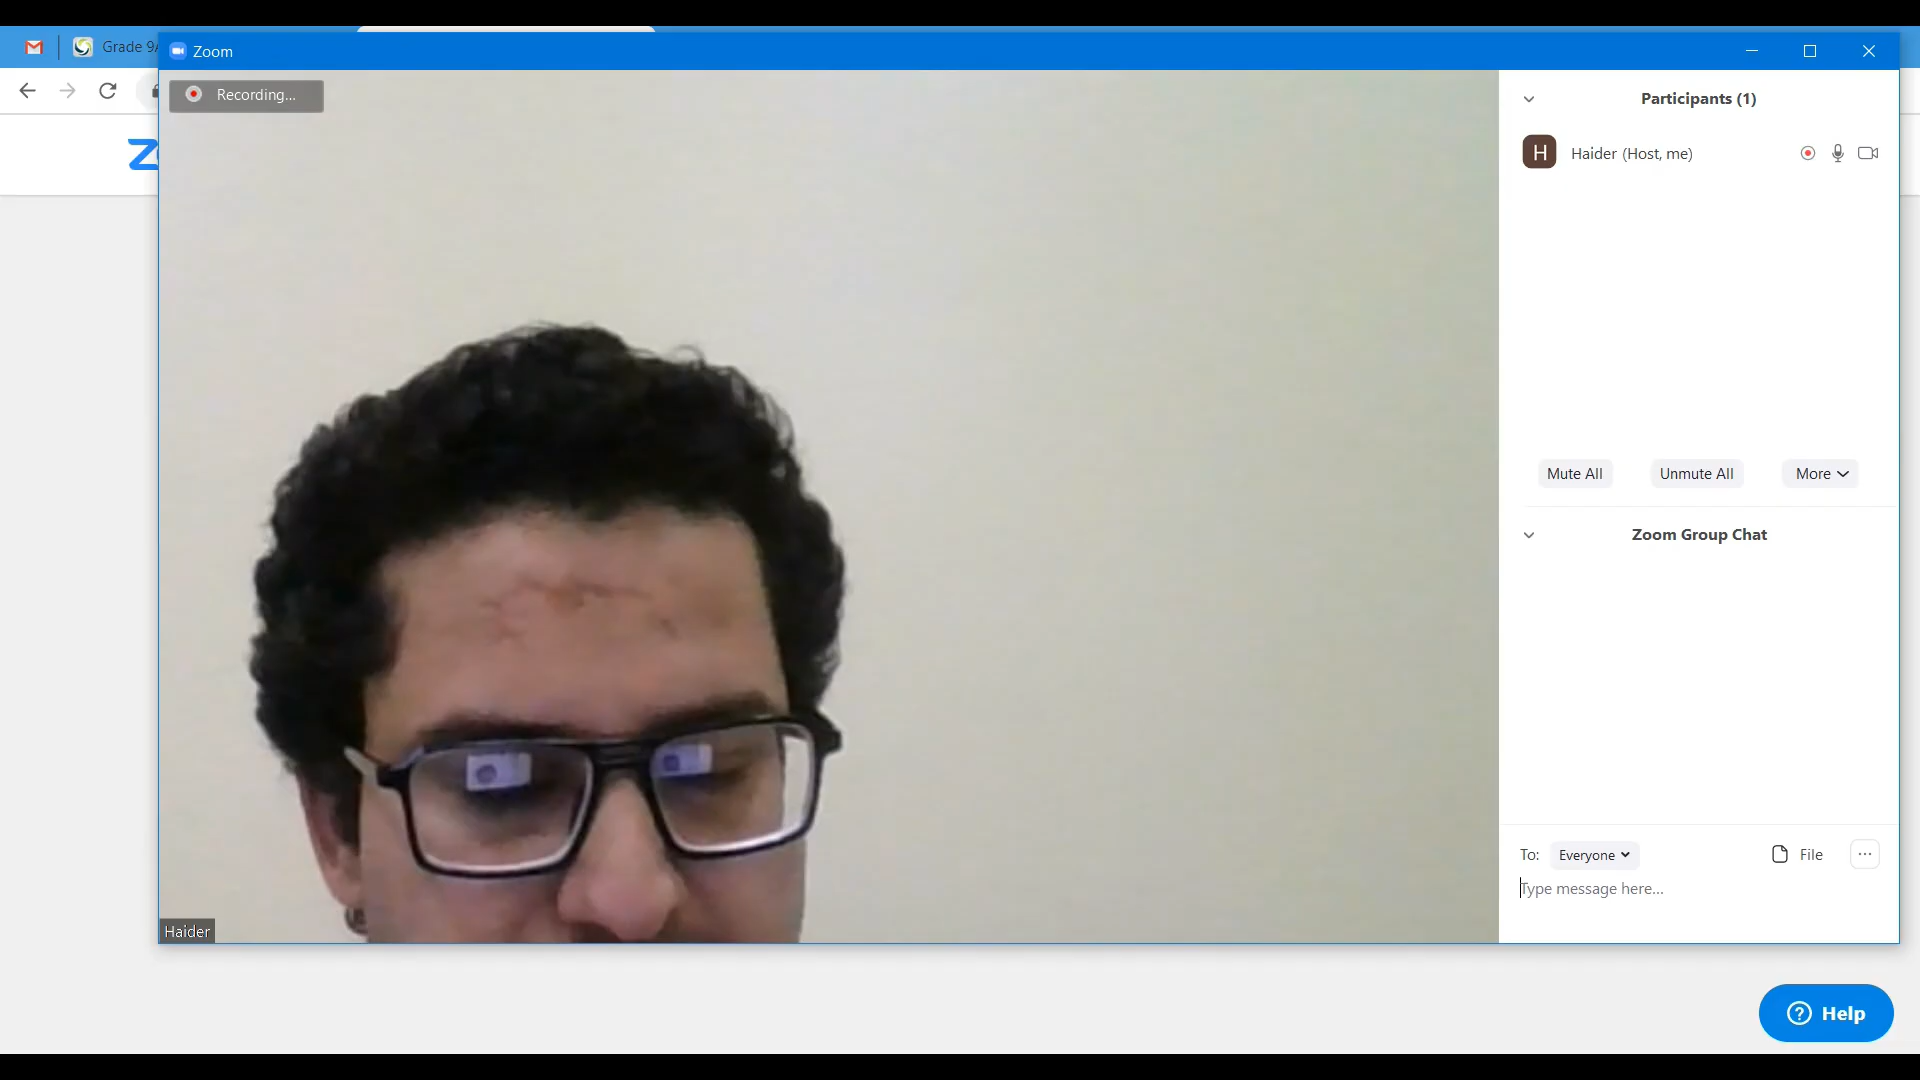 Grade 9A
Zoom
Recording...
Participants (1)
H
Haider (Host, me)
Mute All
Unmute All
More
Zoom Group Chat
To:
Everyone
File
Type message here...
Haider
? Help